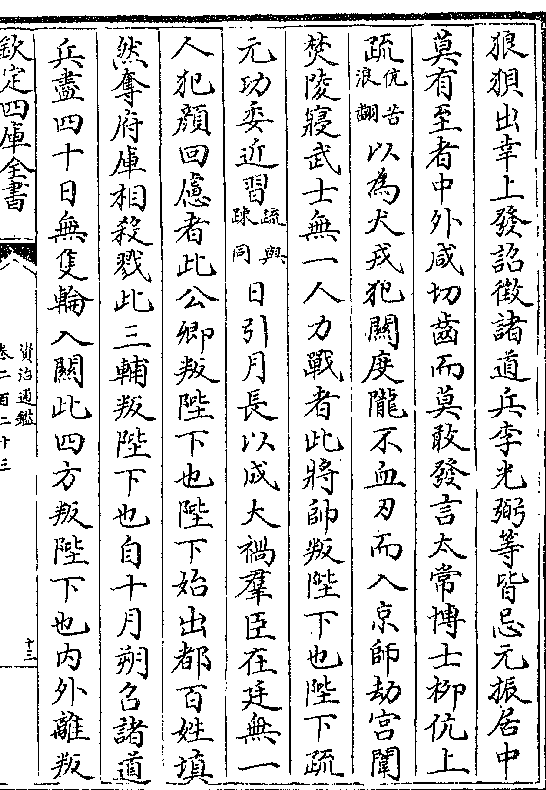 狼狽出幸上發詔徵諸道兵李光弼等皆忌元振居中
莫有至者中外咸切齒而莫敢發言太常博士柳伉上
疏伉苦浪翻以為犬戎犯關度隴不血刃而入京師劫宮闈
焚陵寢武士無一人力戰者此將帥叛陛下也陛下疏
元功委近習疏與踈同日引月長以成大禍羣臣在廷無一
人犯顏回慮者此公卿叛陛下也陛下始出都百姓填
然奪府庫相殺戮此三輔叛陛下也自十月朔召諸道
兵盡四十日無隻輪入關此四方叛陛下也内外離叛
欽定四庫全書
資治通鑑
卷二百二十三
十三